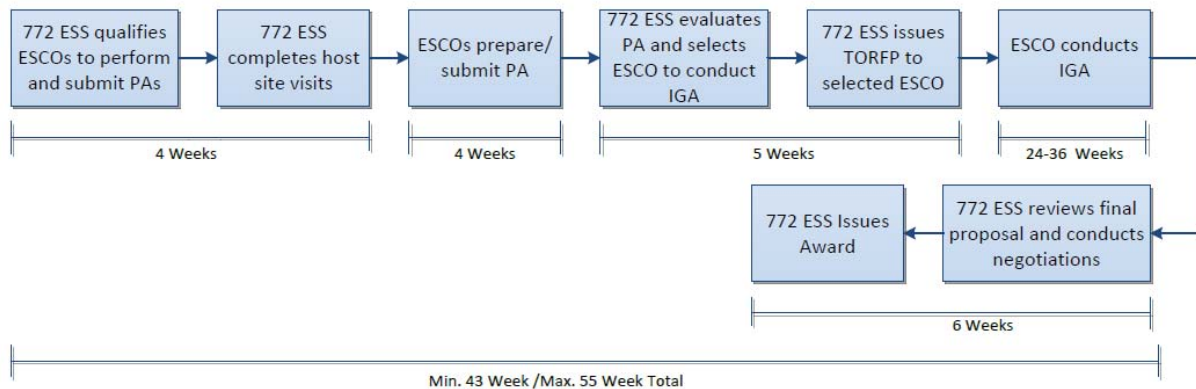 772 ESS qualifies
ESCOs to perform
and submit PAs
772 ESS
completes host
site visits
ESCOs prepare/
submit PA
772 ESS evaluates
PA and selects
ESCO to conduct
IGA
772 ESS issues
TORFP to
selected ESCO
ESCO conducts
IGA
4 Weeks
4 Weeks
5 Weeks
24-36 Weeks
772 ESS Issues
Award
772 ESS reviews final
proposal and conducts
negotiations
6 Weeks
Min. 43 Week /Max. 55 Week Total